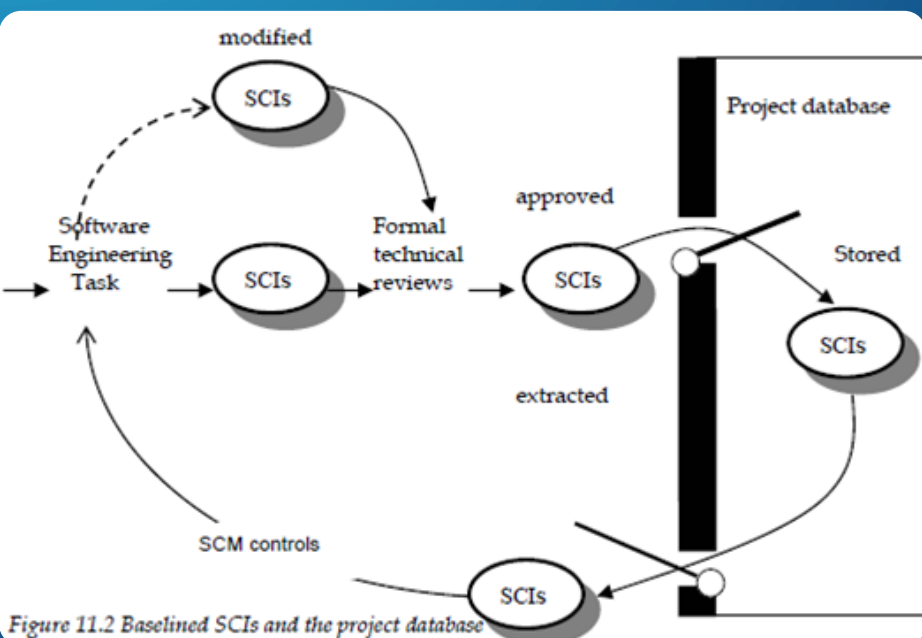 modified
SCIs
Project database
approved
Software
Engineering
Task
SCIs
Formal
technical
reviews
SCIs
Stored
SCIs
extracted
SCM controls
SCIs
Figure 11.2 Baselined SCIs and the project database